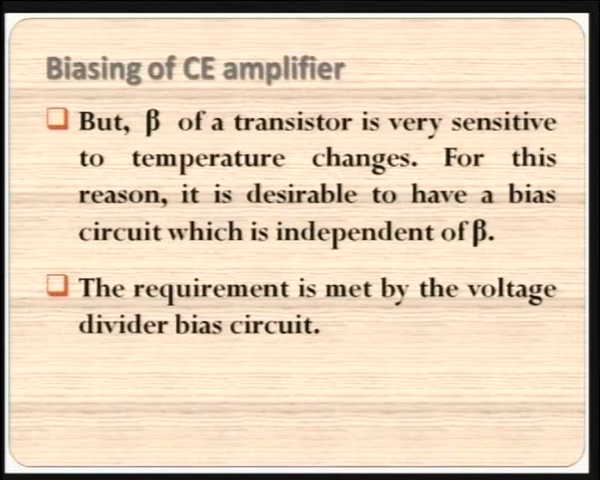 Biasing of CE amplifier
But, β of a transistor is very sensitive
to temperature changes. For this
reason, it is desirable to have a bias
circuit which is independent of β.
The requirement is met by the voltage
divider bias circuit.